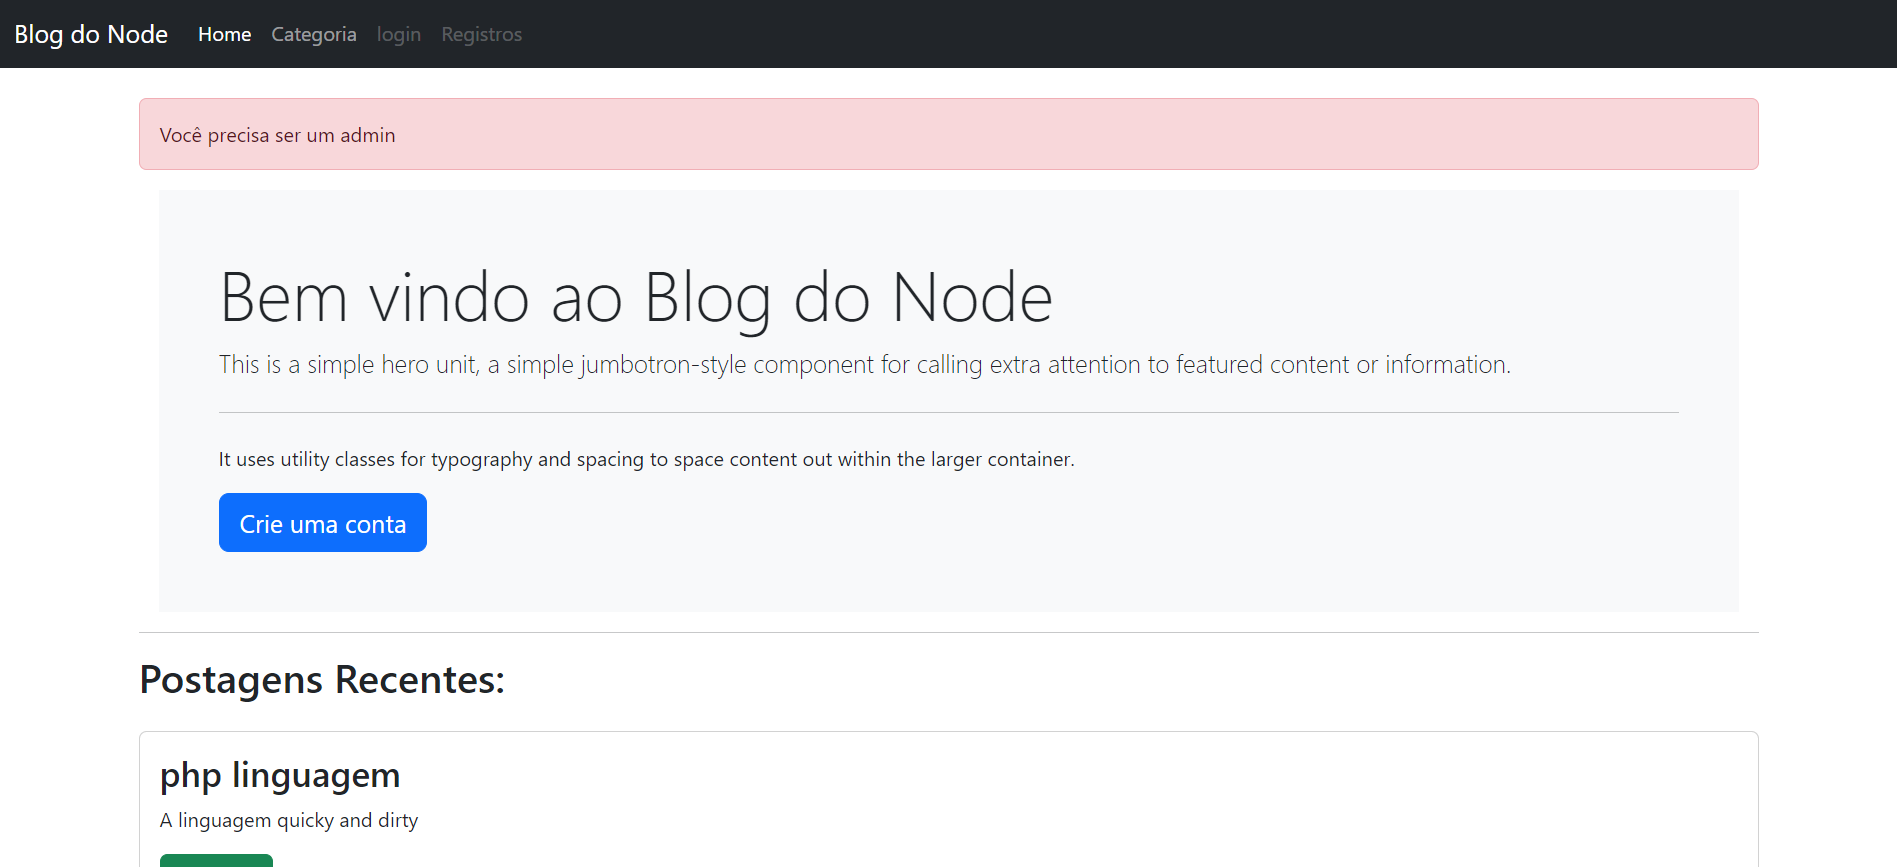 Blog do Node Home Categoria login Registros
Você precisa ser um admin
Bem vindo ao Blog do Node
This is a simple hero unit, a simple jumbotron-style component for calling extra attention to featured content or information.
It uses utility classes for typography and spacing to space content out within the larger container.
Crie uma conta
Postagens Recentes:
php linguagem
A linguagem quicky and dirty